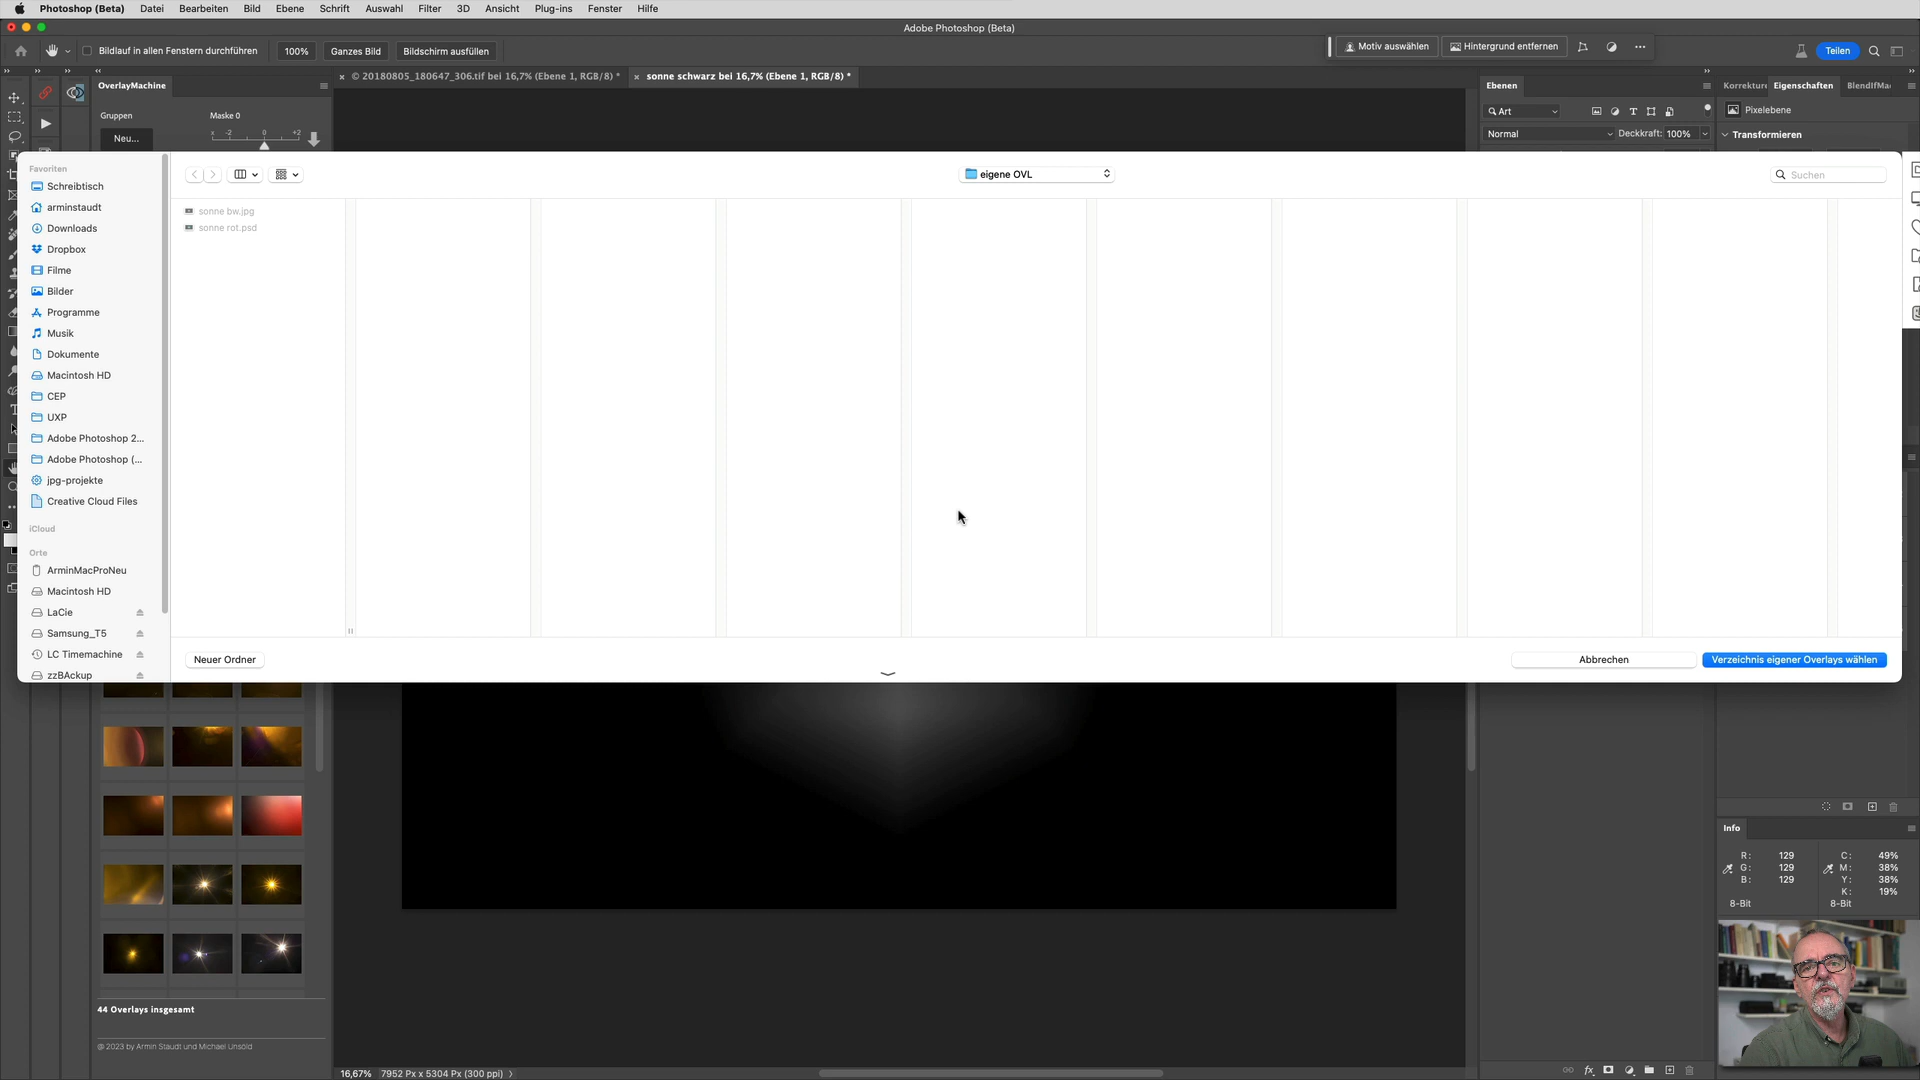 Photoshop (Beta) Datei Bearbeiten Bild Ebene Schrift Auswahl Filter 3D Ansicht Plug-ins Fenster Hilfe
Adobe Photoshop (Beta)
Bildlauf in allen Fenstern durchführen 100% Ganzes Bild Bildschirm ausfüllen
Motiv auswählen Hintergrund entfernen
Teilen
OverlayMachine
© 20180805_180647_306.tif bei 16,7% (Ebene 1, RGB/8) *
sonne schwarz bei 16,7% (Ebene 1, RGB/8) *
Ebenen
Eigenschaften
Gruppen
Maske 0
Neu...
x -2 0 +2
Art
Pixelebene
Normal Deckkraft: 100%
Transformieren
Favoriten
Schreibtisch
arminstaudt
Downloads
Dropbox
Filme
Bilder
Programme
Musik
Dokumente
Macintosh HD
CEP
UXP
Adobe Photoshop 2...
Adobe Photoshop (...
jpg-projekte
Creative Cloud Files
iCloud
Orte
ArminMacProNeu
Macintosh HD
LaCie
Samsung_T5
LC Timemachine
zzBAckup
eigene OVL
Suchen
sonne bw.jpg
sonne rot.psd
Neuer Ordner
Abbrechen
Verzeichnis eigener Overlays wählen
Info
R: 129
G: 129
B: 129
8-Bit
C: 49%
M: 38%
Y: 38%
K: 19%
8-Bit
44 Overlays insgesamt
@ 2023 by Armin Staudt und Michael Unsöld
16,67% 7952 Px x 5304 Px (300 ppi)